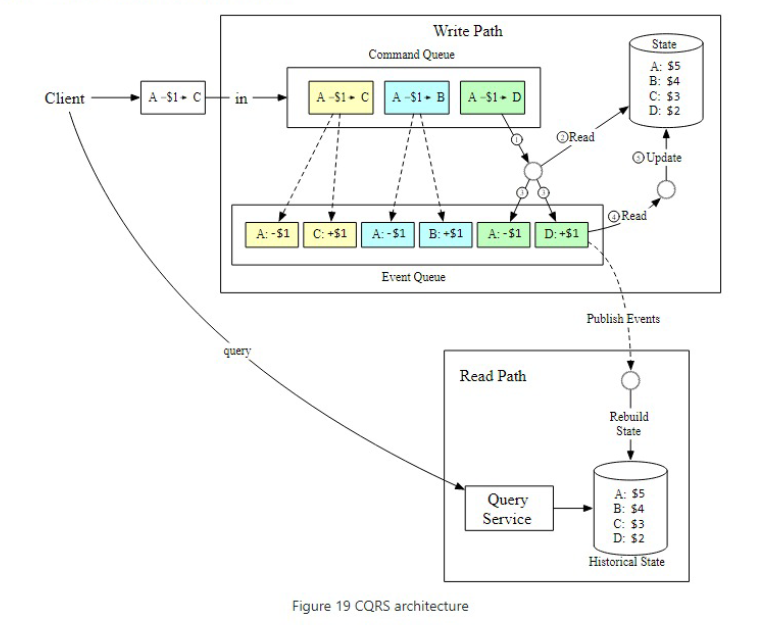 Write Path
Command Queue
State
A: $5
B: $4
C: $3
D: $2
Client
A -$1→ C
in
A -$1→ C
A -$1→ B
A -$1→ D
①
②Read
⑤Update
③
③
④Read
A: -$1
C: +$1
A: -$1
B: +$1
A: -$1
D: +$1
Event Queue
Publish Events
query
Read Path
Rebuild
State
Query
Service
A: $5
B: $4
C: $3
D: $2
Historical State
Figure 19 CQRS architecture